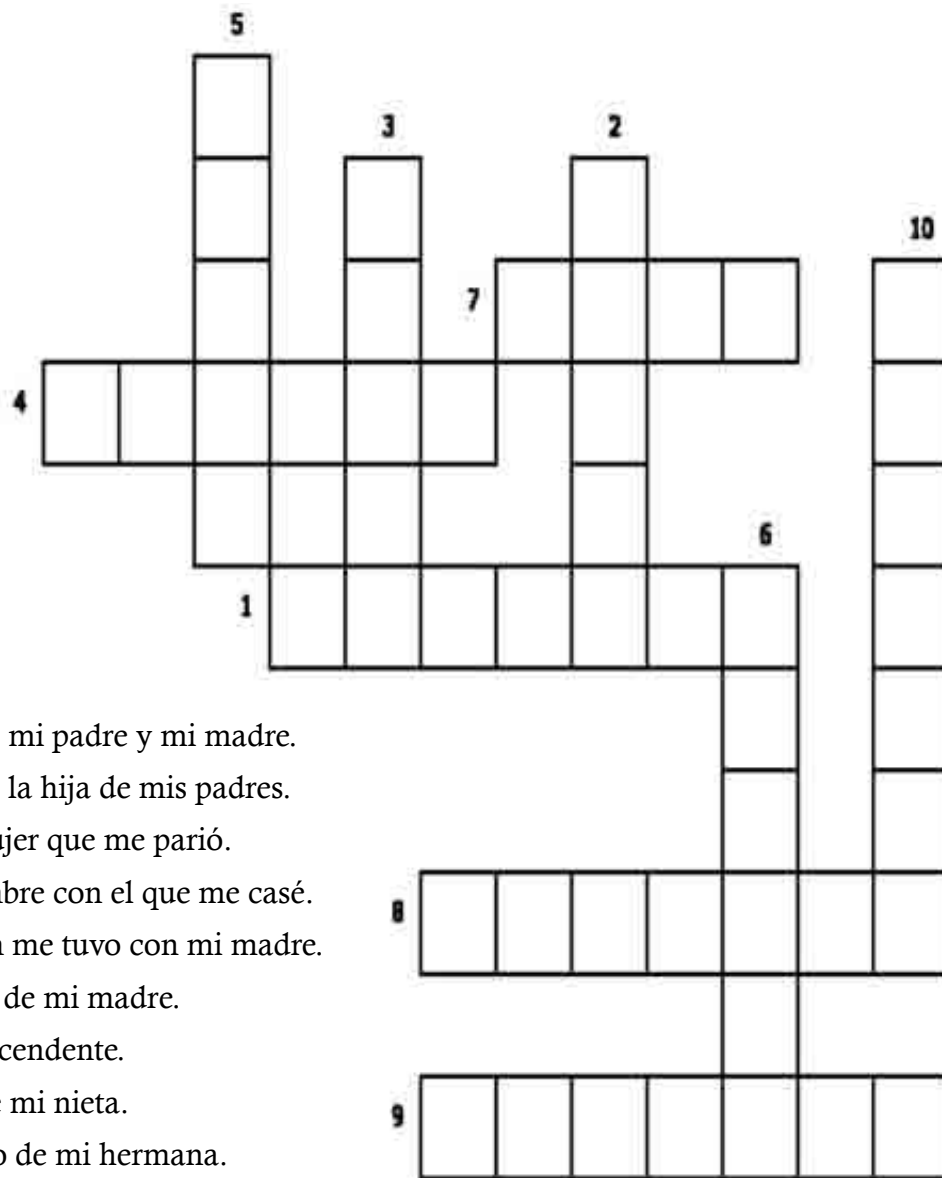 5
3
2
10
7
4
6
1
mi padre y mi madre.
la hija de mis padres.
ujer que me parió.
mbre con el que me casé.
8
n me tuvo con mi madre.
de mi madre.
cendente.
e mi nieta.
9
o de mi hermana.